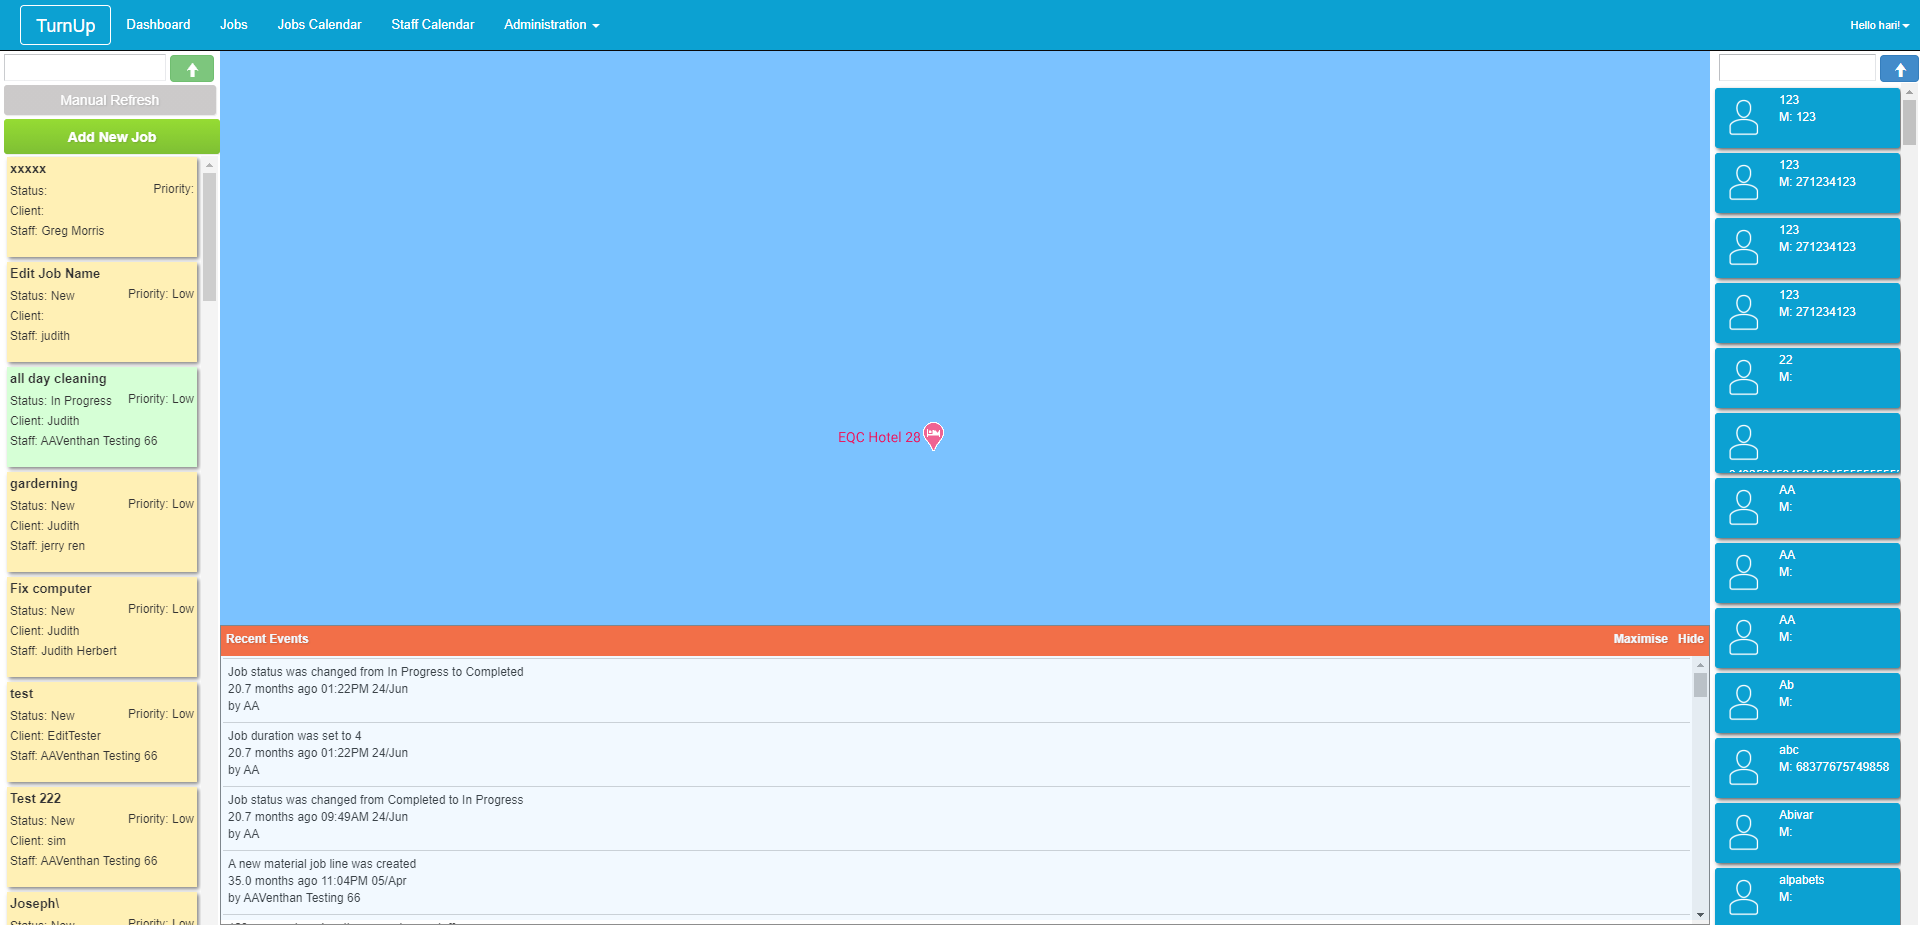 TurnUp
Dashboard
Jobs
Jobs Calendar
Staff Calendar
Administration
Hello hari!
Manual Refresh
Add New Job
xxxxx
Status:
Priority:
Client:
Staff: Greg Morris
Edit Job Name
Status: New
Priority: Low
Client:
Staff: judith
all day cleaning
Status: In Progress
Priority: Low
Client: Judith
Staff: AAVenthan Testing 66
garderning
Status: New
Priority: Low
Client: Judith
Staff: jerry ren
Fix computer
Status: New
Priority: Low
Client: Judith
Staff: Judith Herbert
test
Status: New
Priority: Low
Client: EditTester
Staff: AAVenthan Testing 66
Test 222
Status: New
Priority: Low
Client: sim
Staff: AAVenthan Testing 66
Joseph\
Status: New
Priority: Low
EQC Hotel 28
Recent Events
Maximise
Hide
Job status was changed from In Progress to Completed
20.7 months ago 01:22PM 24/Jun
by AA
Job duration was set to 4
20.7 months ago 01:22PM 24/Jun
by AA
Job status was changed from Completed to In Progress
20.7 months ago 09:49AM 24/Jun
by AA
A new material job line was created
35.0 months ago 11:04PM 05/Apr
by AAVenthan Testing 66
123
M: 123
123
M: 271234123
123
M: 271234123
123
M: 271234123
22
M:
AA
M:
AA
M:
AA
M:
Ab
M:
abc
M: 68377675749858
Abivar
M:
alpabets
M: